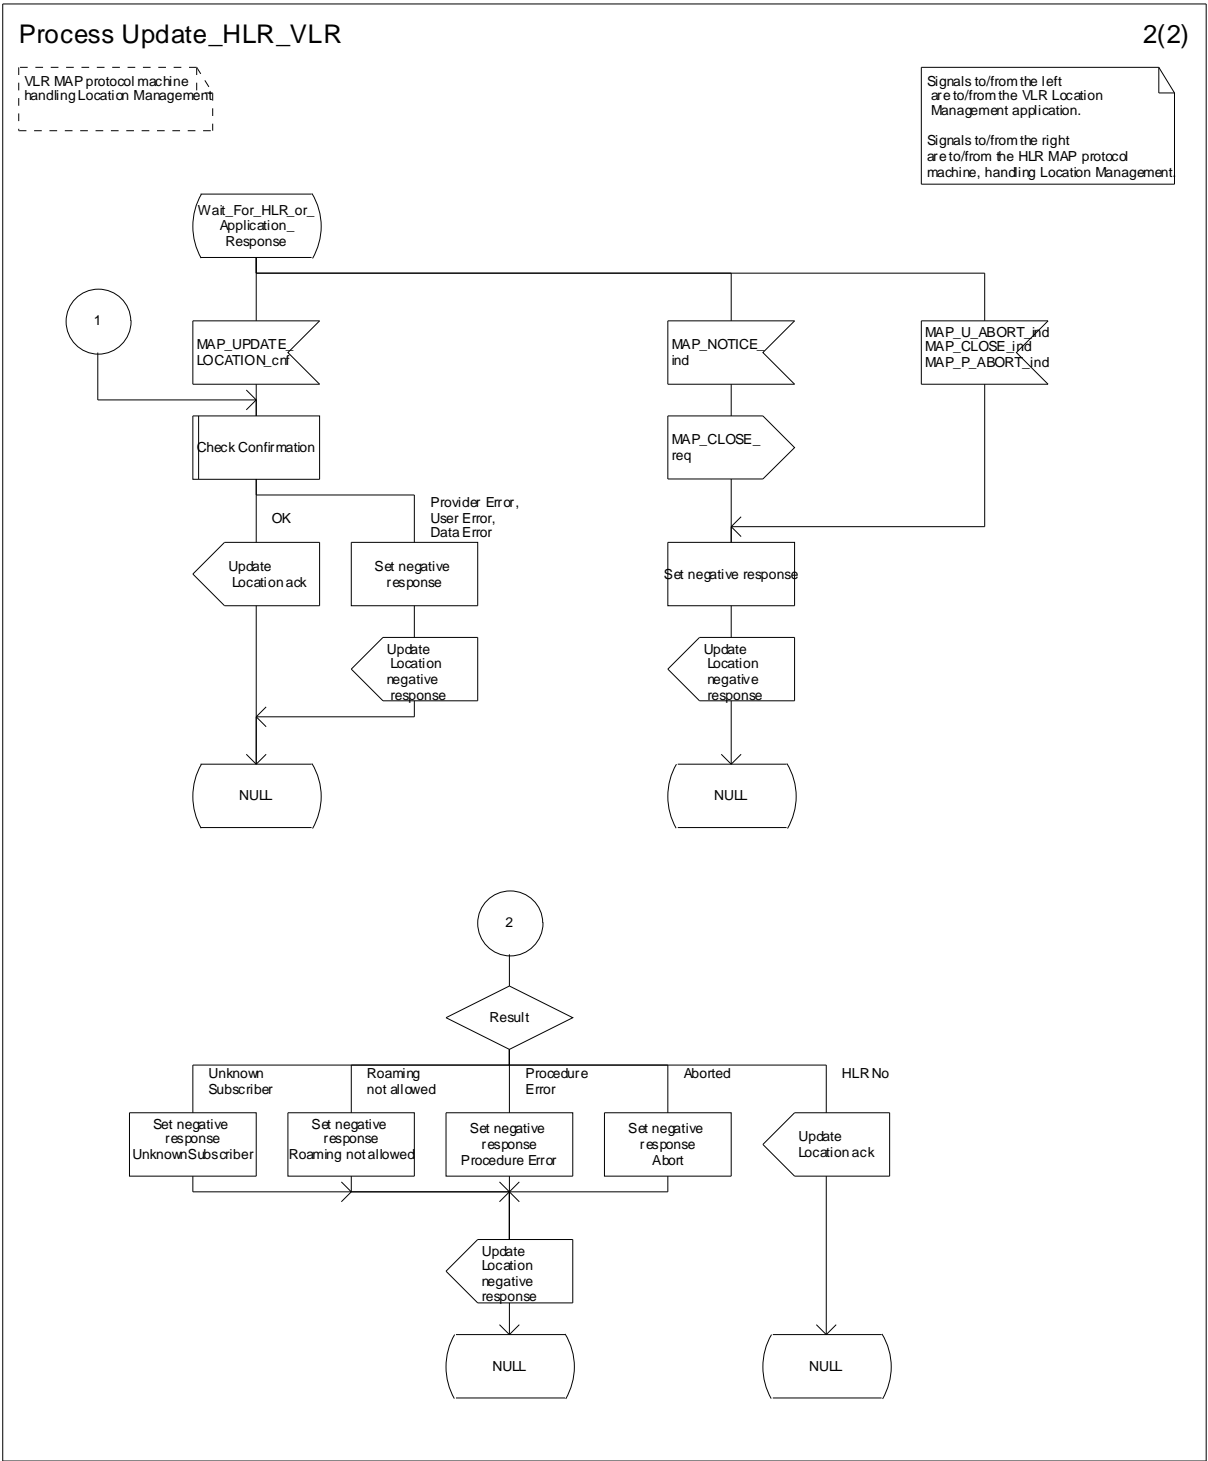 Process Update_HLR_VLR
2(2)
VLR MAP protocol machine
handling Location Management
Signals to/from the left
are to/from the VLR Location
Management application.
Signals to/from the right
are to/from the HLR MAP protocol
machine, handling Location Management.
Wait_For_HLR_or_
Application_
Response
1
MAP_UPDATE_
LOCATION_cnf
MAP_NOTICE_
ind
MAP_U_ABORT_ind
MAP_CLOSE_ind
MAP_P_ABORT_ind
Check Confirmation
MAP_CLOSE_
req
OK
Provider Error,
User Error,
Data Error
Update
Location ack
Set negative
response
Set negative response
Update
Location
negative
response
Update
Location
negative
response
NULL
NULL
2
Result
Unknown
Subscriber
Roaming
not allowed
Procedure
Error
Aborted
HLR No
Set negative
response
UnknownSubscriber
Set negative
response
Roaming not allowed
Set negative
response
Procedure Error
Set negative
response
Abort
Update
Location ack
Update
Location
negative
response
NULL
NULL